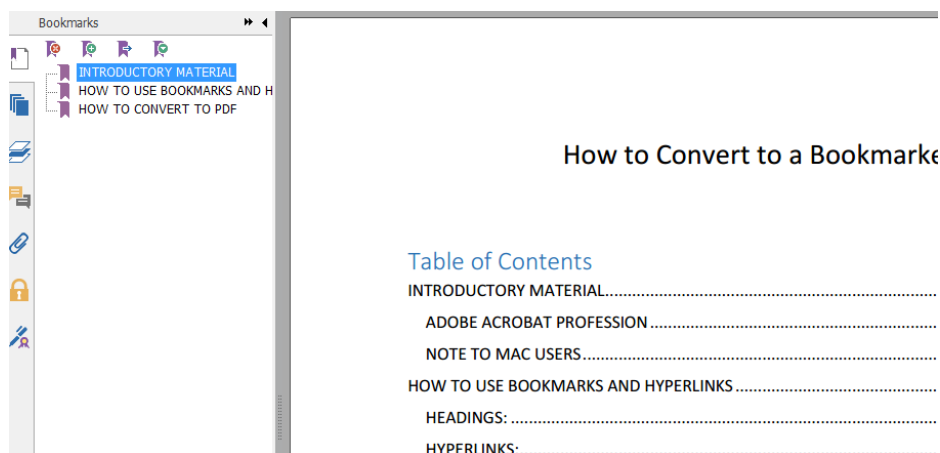 Bookmarks
INTRODUCTORY MATERIAL
HOW TO USE BOOKMARKS AND H
HOW TO CONVERT TO PDF
How to Convert to a Bookmarke
Table of Contents
INTRODUCTORY MATERIAL
ADOBE ACROBAT PROFESSION
NOTE TO MAC USERS
HOW TO USE BOOKMARKS AND HYPERLINKS
HEADINGS:
HYPERLINKS: